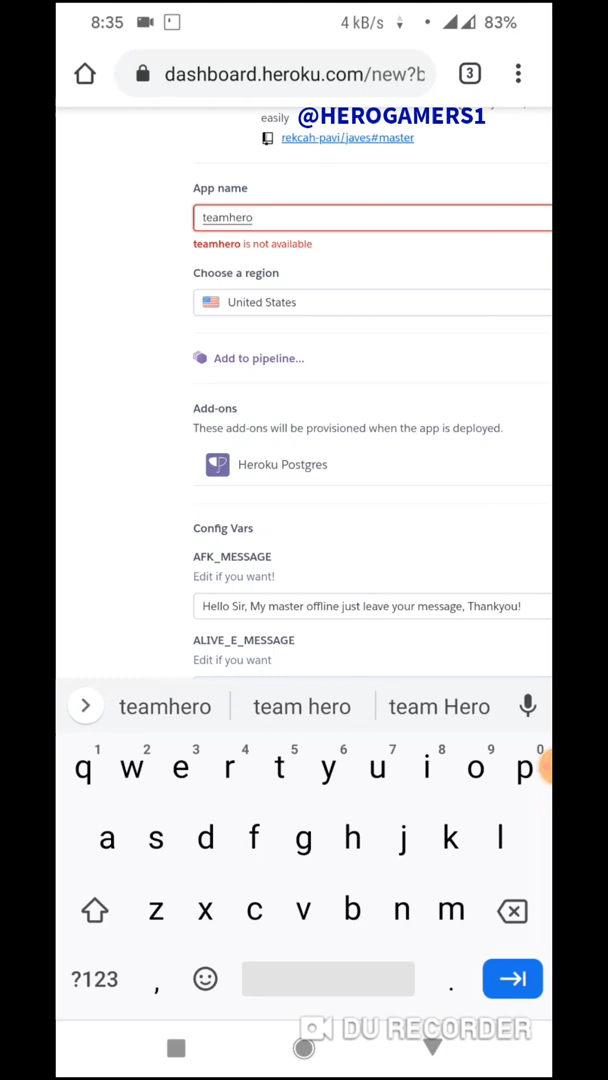 8:35 4 kB/s 83%
dashboard.heroku.com/new?b 3
easily @HEROGAMERS1
rekcah-pavi/javes#master
App name
teamhero
teamhero is not available
Choose a region
United States
Add to pipeline...
Add-ons
These add-ons will be provisioned when the app is deployed.
Heroku Postgres
Config Vars
AFK_MESSAGE
Edit if you want!
Hello Sir, My master offline just leave your message, Thankyou!
ALIVE_E_MESSAGE
Edit if you want
teamhero team hero team Hero
1 2 3 4 5 6 7 8 9 0
q w e r t y u i o p
a s d f g h j k l
z x c v b n m
?123 , .
DU RECORDER